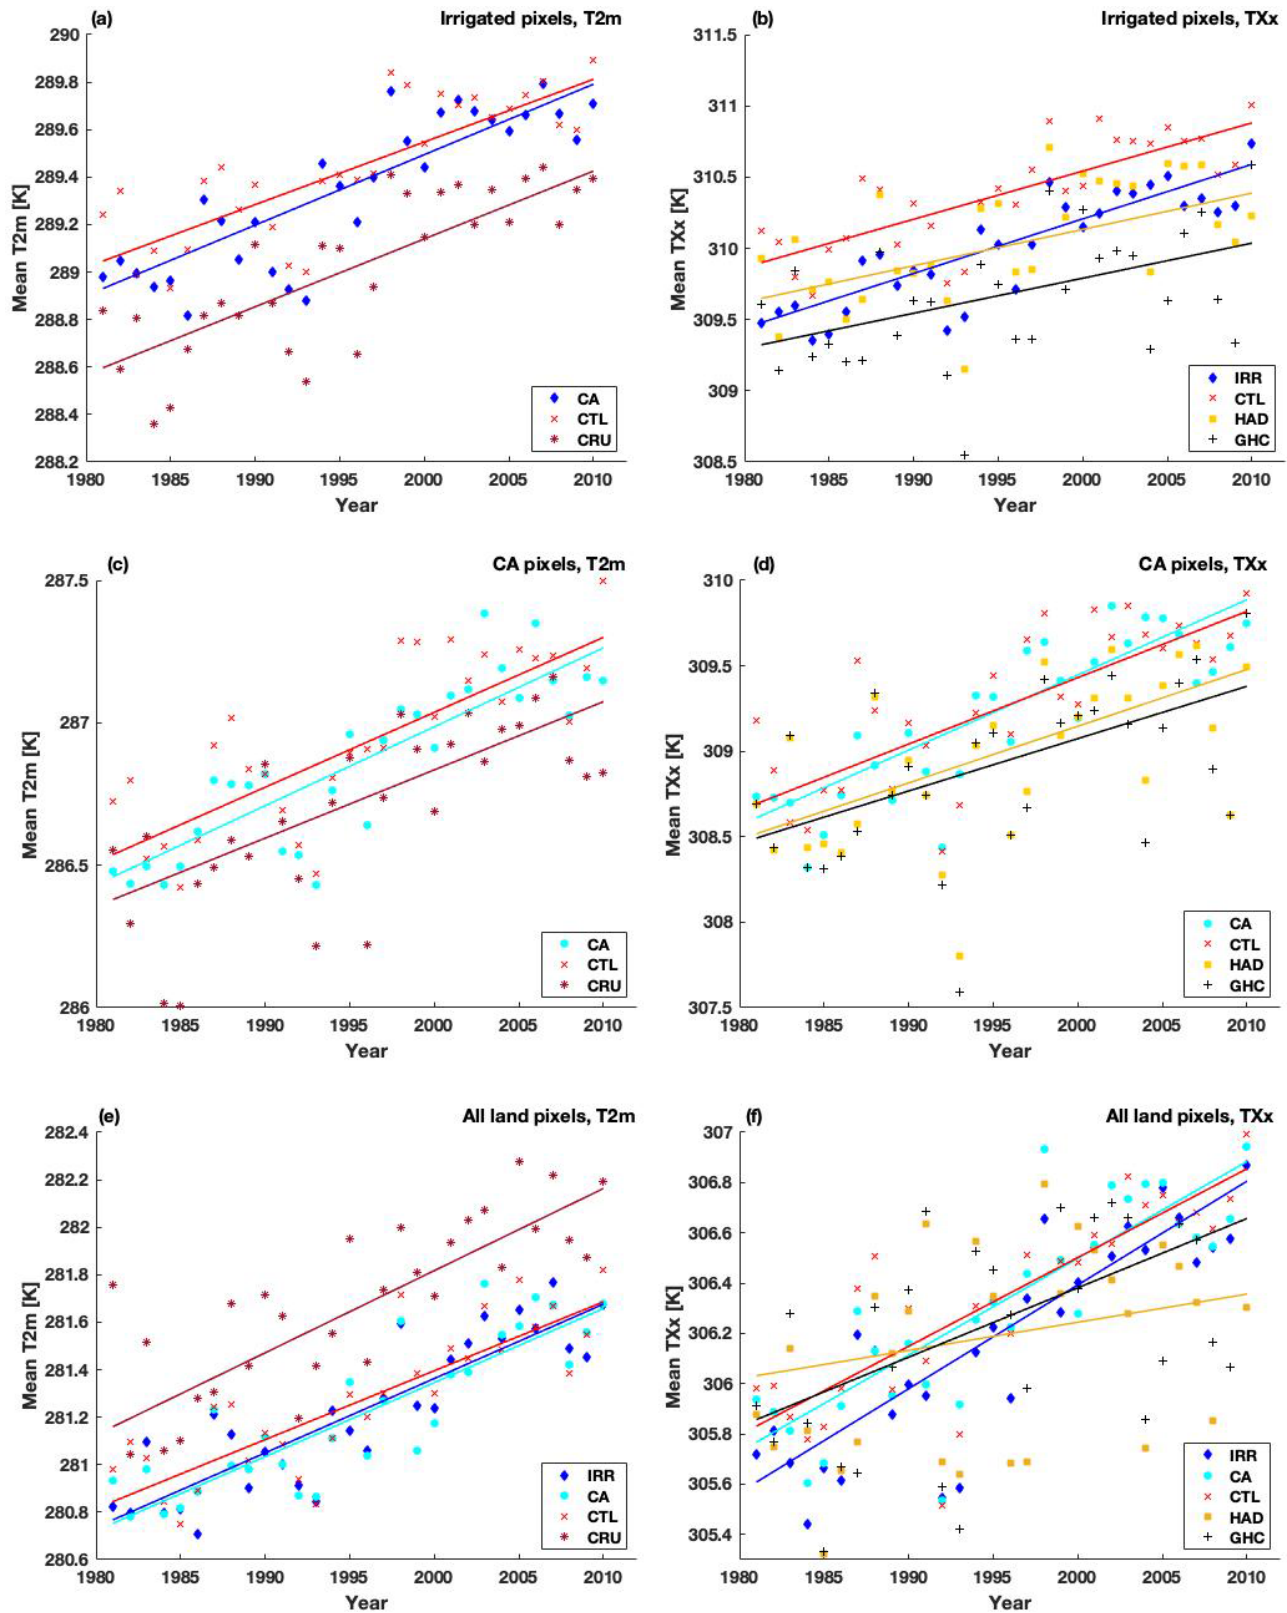 (a) Irrigated pixels, T2m
290
289.8
289.6
289.4
289.2
289
288.8
288.6
288.4
288.2
Mean T2m [K]
CA
CTL
CRU
1980 1985 1990 1995 2000 2005 2010
Year
(b) Irrigated pixels, TXx
311.5
311
310.5
310
309.5
309
308.5
Mean TXx [K]
IRR
CTL
HAD
GHC
1980 1985 1990 1995 2000 2005 2010
Year
(c) CA pixels, T2m
287.5
287
286.5
286
Mean T2m [K]
CA
CTL
CRU
1980 1985 1990 1995 2000 2005 2010
Year
(d) CA pixels, TXx
310
309.5
309
308.5
308
307.5
Mean TXx [K]
CA
CTL
HAD
GHC
1980 1985 1990 1995 2000 2005 2010
Year
(e) All land pixels, T2m
282.4
282.2
282
281.8
281.6
281.4
281.2
281
280.8
280.6
Mean T2m [K]
IRR
CA
CTL
CRU
1980 1985 1990 1995 2000 2005 2010
Year
(f) All land pixels, TXx
307
306.8
306.6
306.4
306.2
306
305.8
305.6
305.4
Mean TXx [K]
IRR
CA
CTL
HAD
GHC
1980 1985 1990 1995 2000 2005 2010
Year